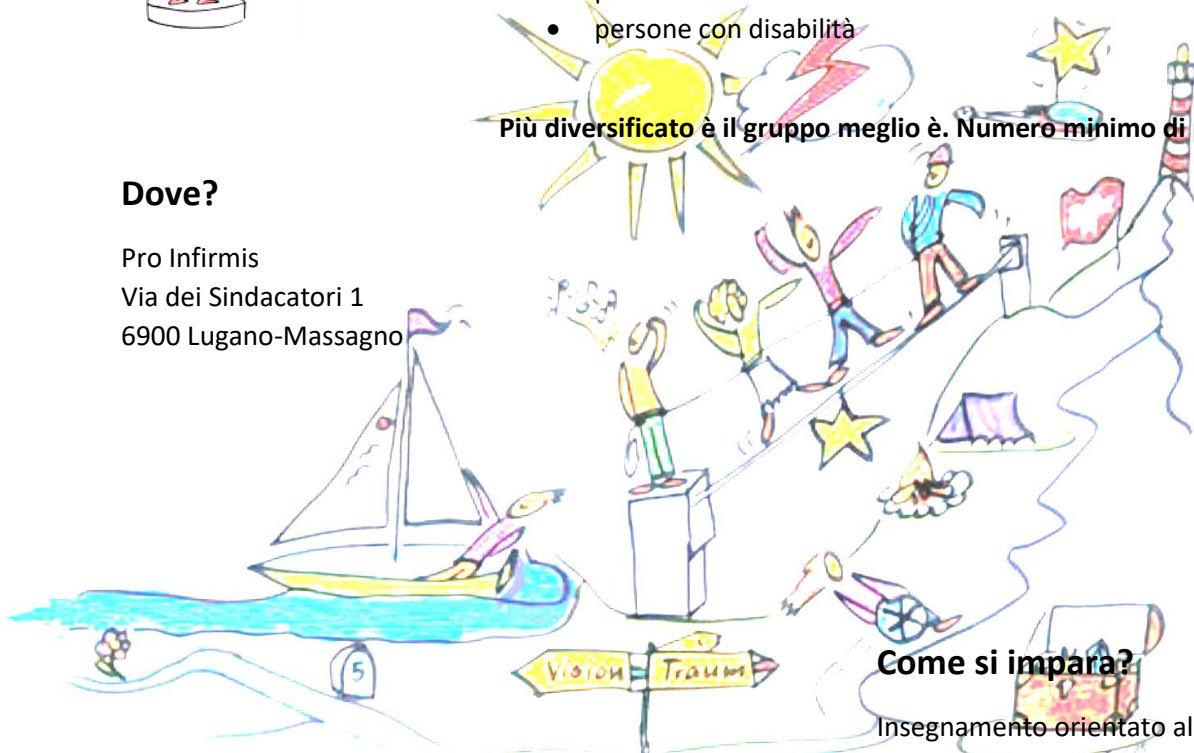 • persone con disabilità
Più diversificato è il gruppo meglio è. Numero minimo di
Dove?
Pro Infirmis
Via dei Sindacatori 1
6900 Lugano-Massagno
5
Vision Traum
Come si impara?
Insegnamento orientato al